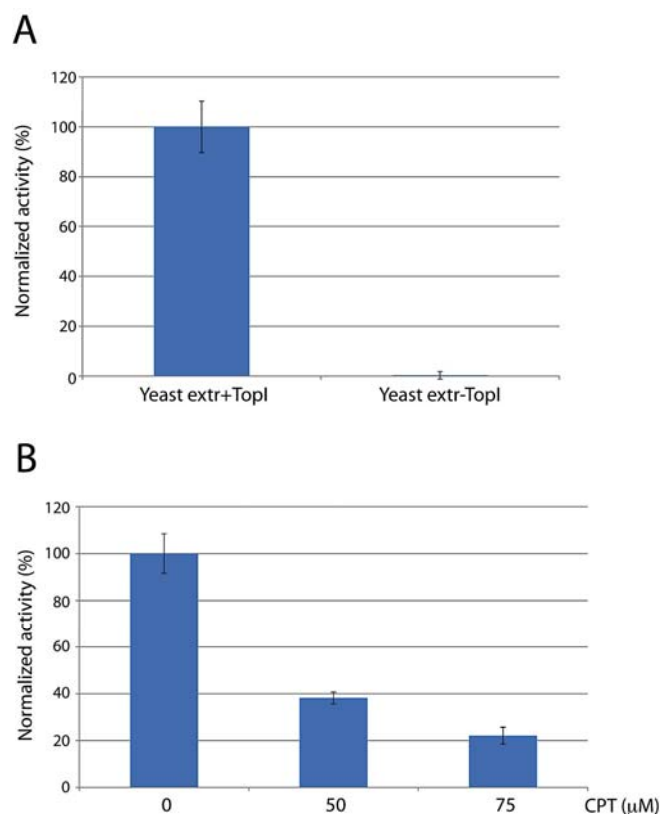 A
Normalized activity (%)
120
100
80
60
40
20
0
Yeast extr+TopI
Yeast extr-TopI
B
Normalized activity (%)
120
100
80
60
40
20
0
0
50
75
CPT (μM)